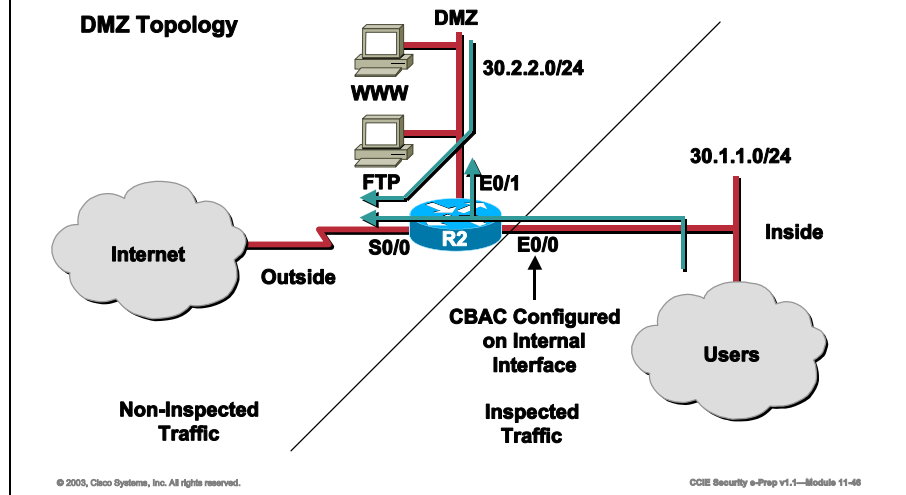 DMZ Topology
DMZ
30.2.2.0/24
WWW
FTP
E0/1
30.1.1.0/24
Internet
S0/0
R2
E0/0
Inside
Outside
CBAC Configured
on Internal
Interface
Users
Non-Inspected
Traffic
Inspected
Traffic
© 2003, Cisco Systems, Inc. All rights reserved.
CCIE Security e-Prep v1.1—Module 11-46